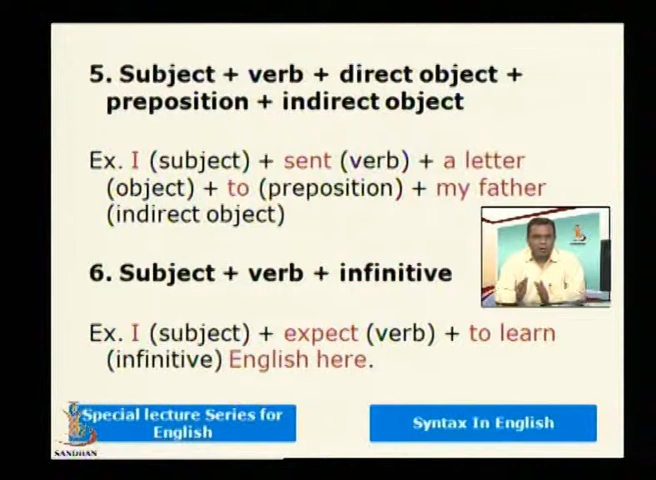 5. Subject + verb + direct object +
preposition + indirect object
Ex. I (subject) + sent (verb) + a letter
(object) + to (preposition) + my father
(indirect object)
6. Subject + verb + infinitive
Ex. I (subject) + expect (verb) + to learn
(infinitive) English here.
Special lecture Series for
English
Syntax In English
SANDHAN